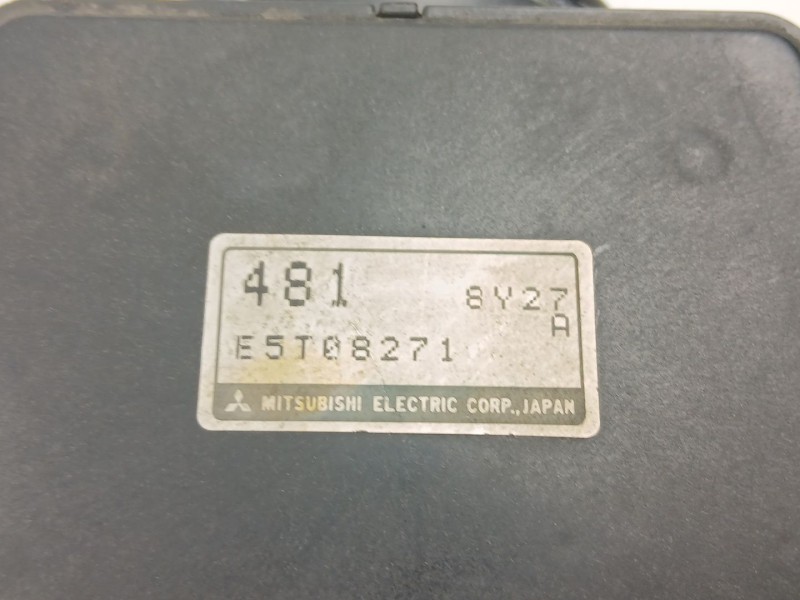 481 8Y27
A
E5T08271
MITSUBISHI ELECTRIC CORP., JAPAN